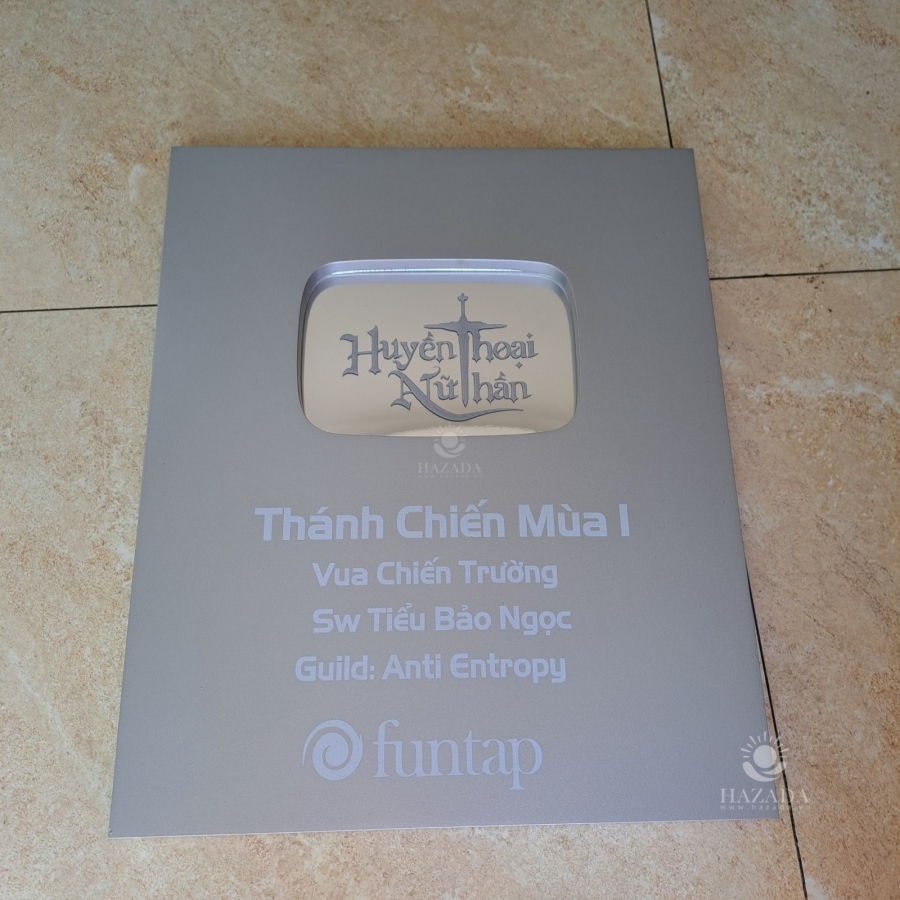 Huyền Thoại
Nữ Thần
HAZADA
Thánh Chiến Mùa I
Vua Chiến Trường
Sw Tiểu Bảo Ngọc
Guild: Anti Entropy
funtap
HAZADA